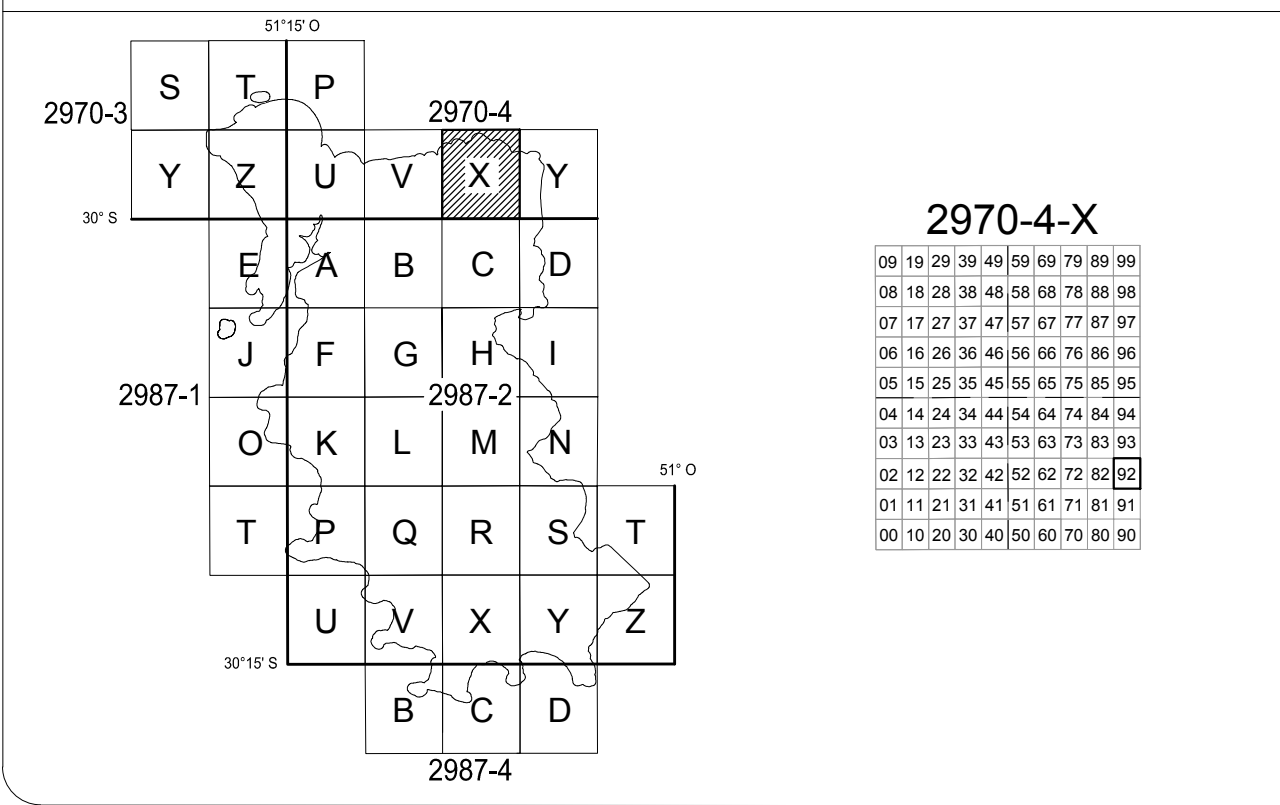 51°15' O
S T P
2970-3 2970-4
Y Z U V X Y
30° S
E A B C D
J F G H I
2987-1 2987-2
O K L M N
51° O
T P Q R S T
U V X Y Z
30°15' S
B C D
2987-4
2970-4-X
09 19 29 39 49 59 69 79 89 99
08 18 28 38 48 58 68 78 88 98
07 17 27 37 47 57 67 77 87 97
06 16 26 36 46 56 66 76 86 96
05 15 25 35 45 55 65 75 85 95
04 14 24 34 44 54 64 74 84 94
03 13 23 33 43 53 63 73 83 93
02 12 22 32 42 52 62 72 82 92
01 11 21 31 41 51 61 71 81 91
00 10 20 30 40 50 60 70 80 90